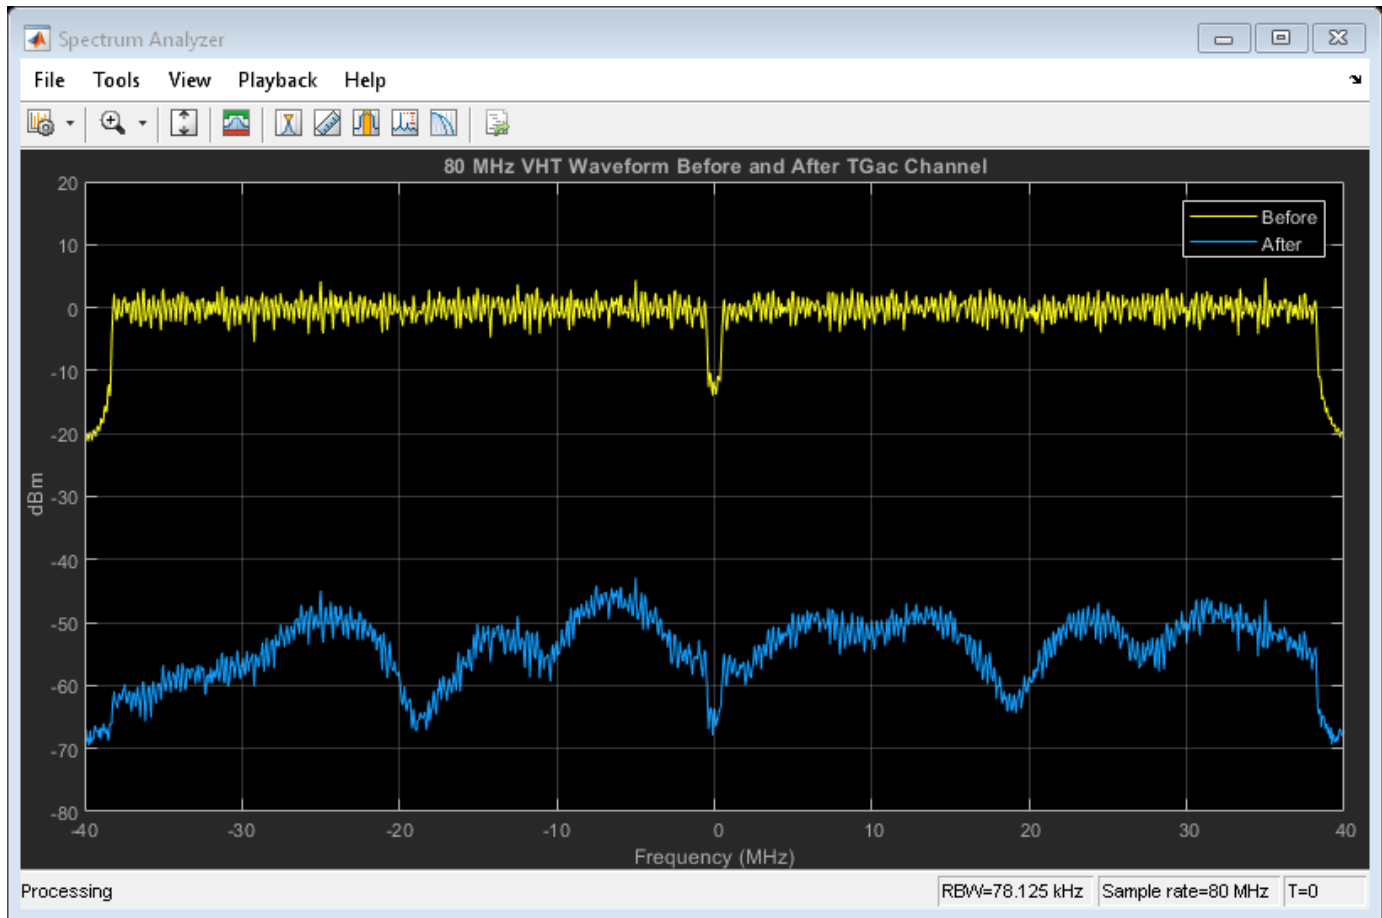 Spectrum Analyzer
File Tools View Playback Help
80 MHz VHT Waveform Before and After TGac Channel
20
10
0
-10
-20
-30
-40
-50
-60
-70
-80
dBm
Before
After
-40 -30 -20 -10 0 10 20 30 40
Frequency (MHz)
Processing RBW=78.125 kHz Sample rate=80 MHz T=0